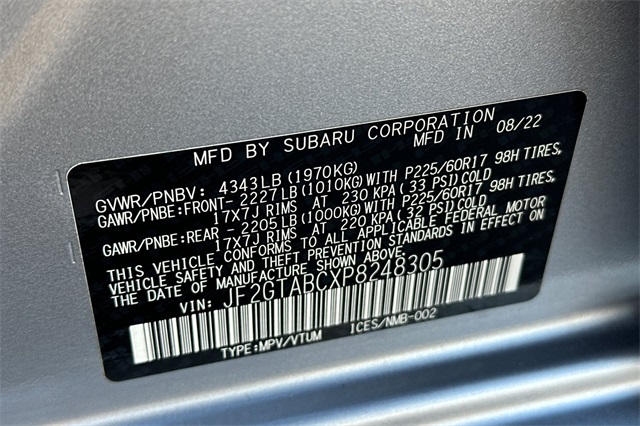 MFD BY SUBARU CORPORATION
MFD IN 08/22
GVWR/PNBV: 4343LB(1970KG)
GAWR/PNBE:FRONT- 2227LB(1010KG)WITH P225/60R17 98H TIRES,
17X7J RIMS AT 230 KPA(33 PSI)COLD
GAWR/PNBE:REAR - 2205LB(1000KG)WITH P225/60R17 98H TIRES,
17X7J RIMS AT 220 KPA(32 PSI)COLD
THIS VEHICLE CONFORMS TO ALL APPLICABLE FEDERAL MOTOR
VEHICLE SAFETY AND THEFT PREVENTION STANDARDS IN EFFECT ON
THE DATE OF MANUFACTURE SHOWN ABOVE.
VIN: JF2GTABCXP8248305
TYPE:MPV/VTUM ICES/NMB-002